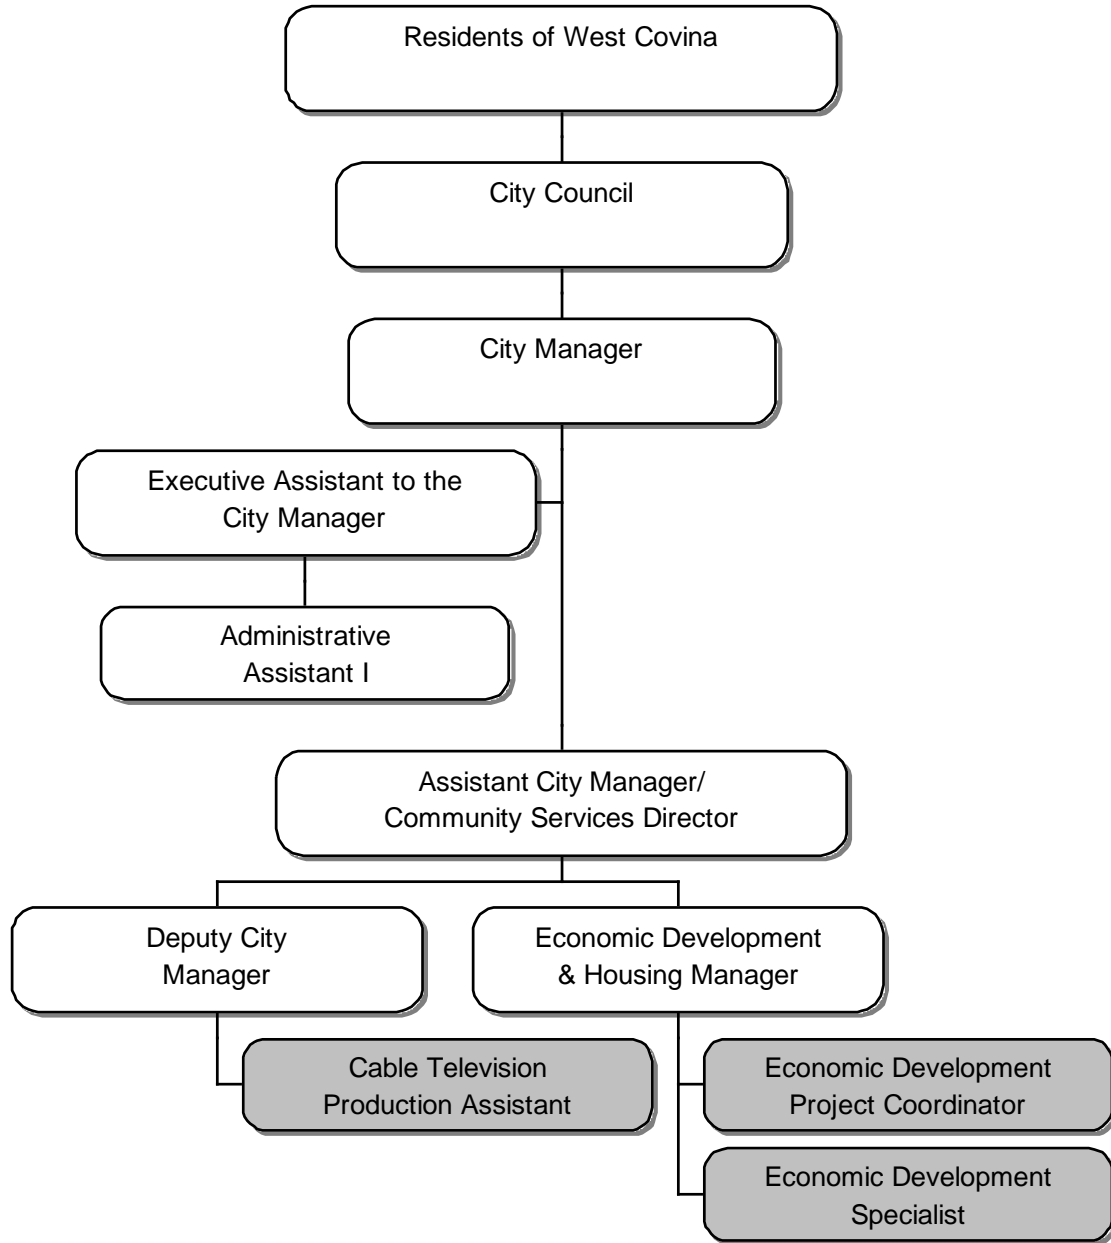 Residents of West Covina
City Council
City Manager
Executive Assistant to the
City Manager
Administrative
Assistant I
Assistant City Manager/
Community Services Director
Deputy City
Manager
Economic Development
& Housing Manager
Cable Television
Production Assistant
Economic Development
Project Coordinator
Economic Development
Specialist